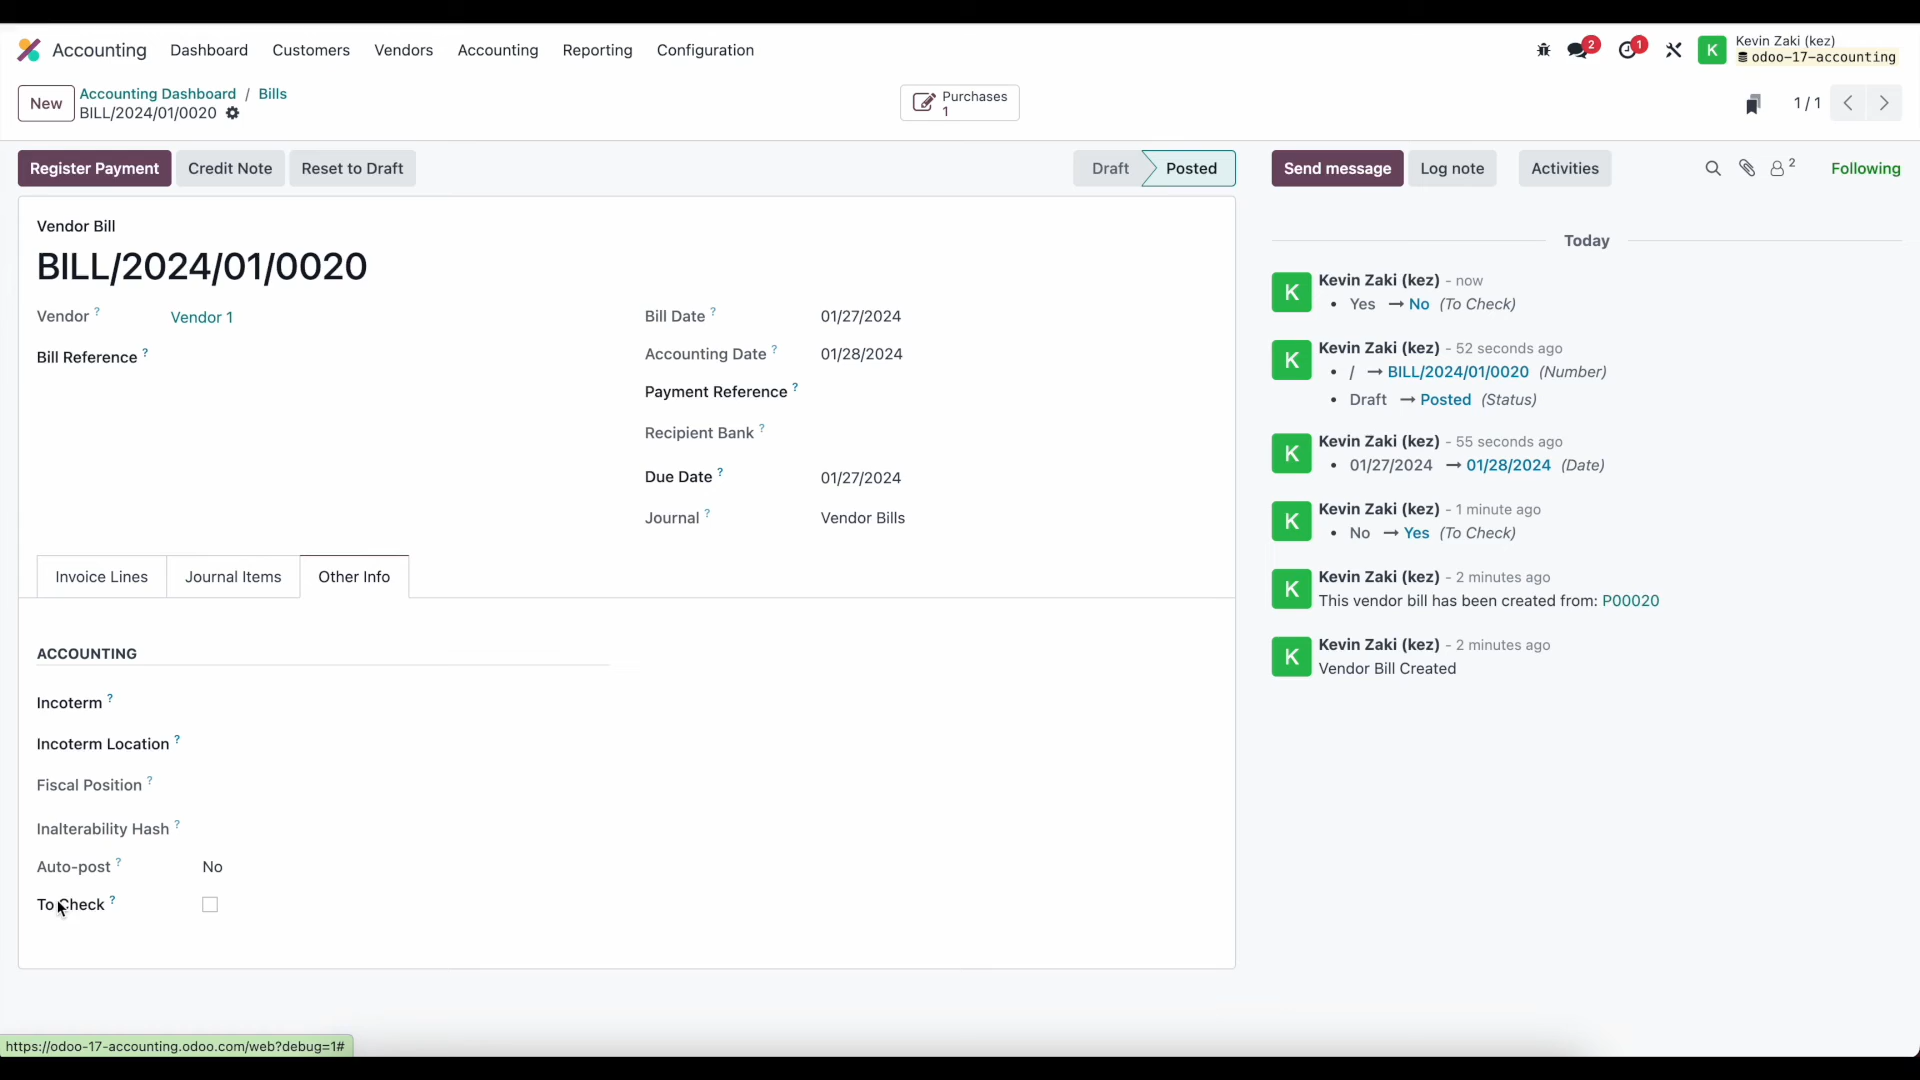 Accounting Dashboard Customers Vendors Accounting Reporting Configuration
2 1 K Kevin Zaki (kez)
odoo-17-accounting
New Accounting Dashboard / Bills
BILL/2024/01/0020
Purchases
1
1 / 1
Register Payment Credit Note Reset to Draft
Draft Posted
Send message Log note Activities 2 Following
Vendor Bill
BILL/2024/01/0020
Vendor ? Vendor 1
Bill Reference ?
Bill Date ? 01/27/2024
Accounting Date ? 01/28/2024
Payment Reference ?
Recipient Bank ?
Due Date ? 01/27/2024
Journal ? Vendor Bills
Invoice Lines Journal Items Other Info
ACCOUNTING
Incoterm ?
Incoterm Location ?
Fiscal Position ?
Inalterability Hash ?
Auto-post ? No
To Check ?
Today
K Kevin Zaki (kez) - now
• Yes → No (To Check)
K Kevin Zaki (kez) - 52 seconds ago
• / → BILL/2024/01/0020 (Number)
• Draft → Posted (Status)
K Kevin Zaki (kez) - 55 seconds ago
• 01/27/2024 → 01/28/2024 (Date)
K Kevin Zaki (kez) - 1 minute ago
• No → Yes (To Check)
K Kevin Zaki (kez) - 2 minutes ago
This vendor bill has been created from: P00020
K Kevin Zaki (kez) - 2 minutes ago
Vendor Bill Created
https://odoo-17-accounting.odoo.com/web?debug=1#